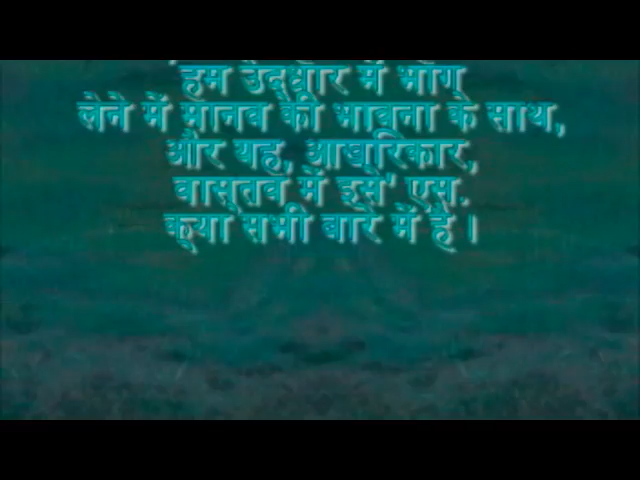 हम उद्धार में भाग
लेने में मानव की भावना के साथ,
और यह, आखिरकार,
वास्तव में इसे' एस.
क्या सभी बारे में है ।